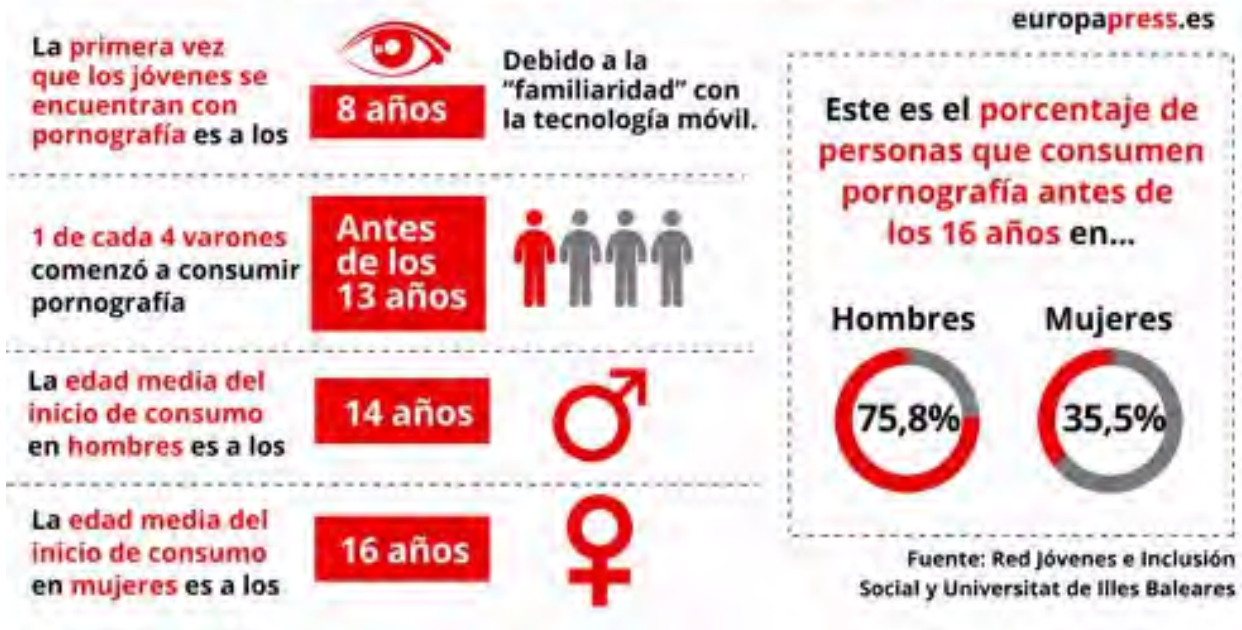 La primera vez
que los jóvenes se
encuentran con
pornografía es a los
8 años
Debido a la
"familiaridad" con
la tecnología móvil.
1 de cada 4 varones
comenzó a consumir
pornografía
Antes
de los
13 años
La edad media del
inicio de consumo
en hombres es a los
14 años
La edad media del
inicio de consumo
en mujeres es a los
16 años
europapress.es
Este es el porcentaje de
personas que consumen
pornografía antes de
los 16 años en...
Hombres
Mujeres
75,8%
35,5%
Fuente: Red Jóvenes e Inclusión
Social y Universitat de Illes Baleares